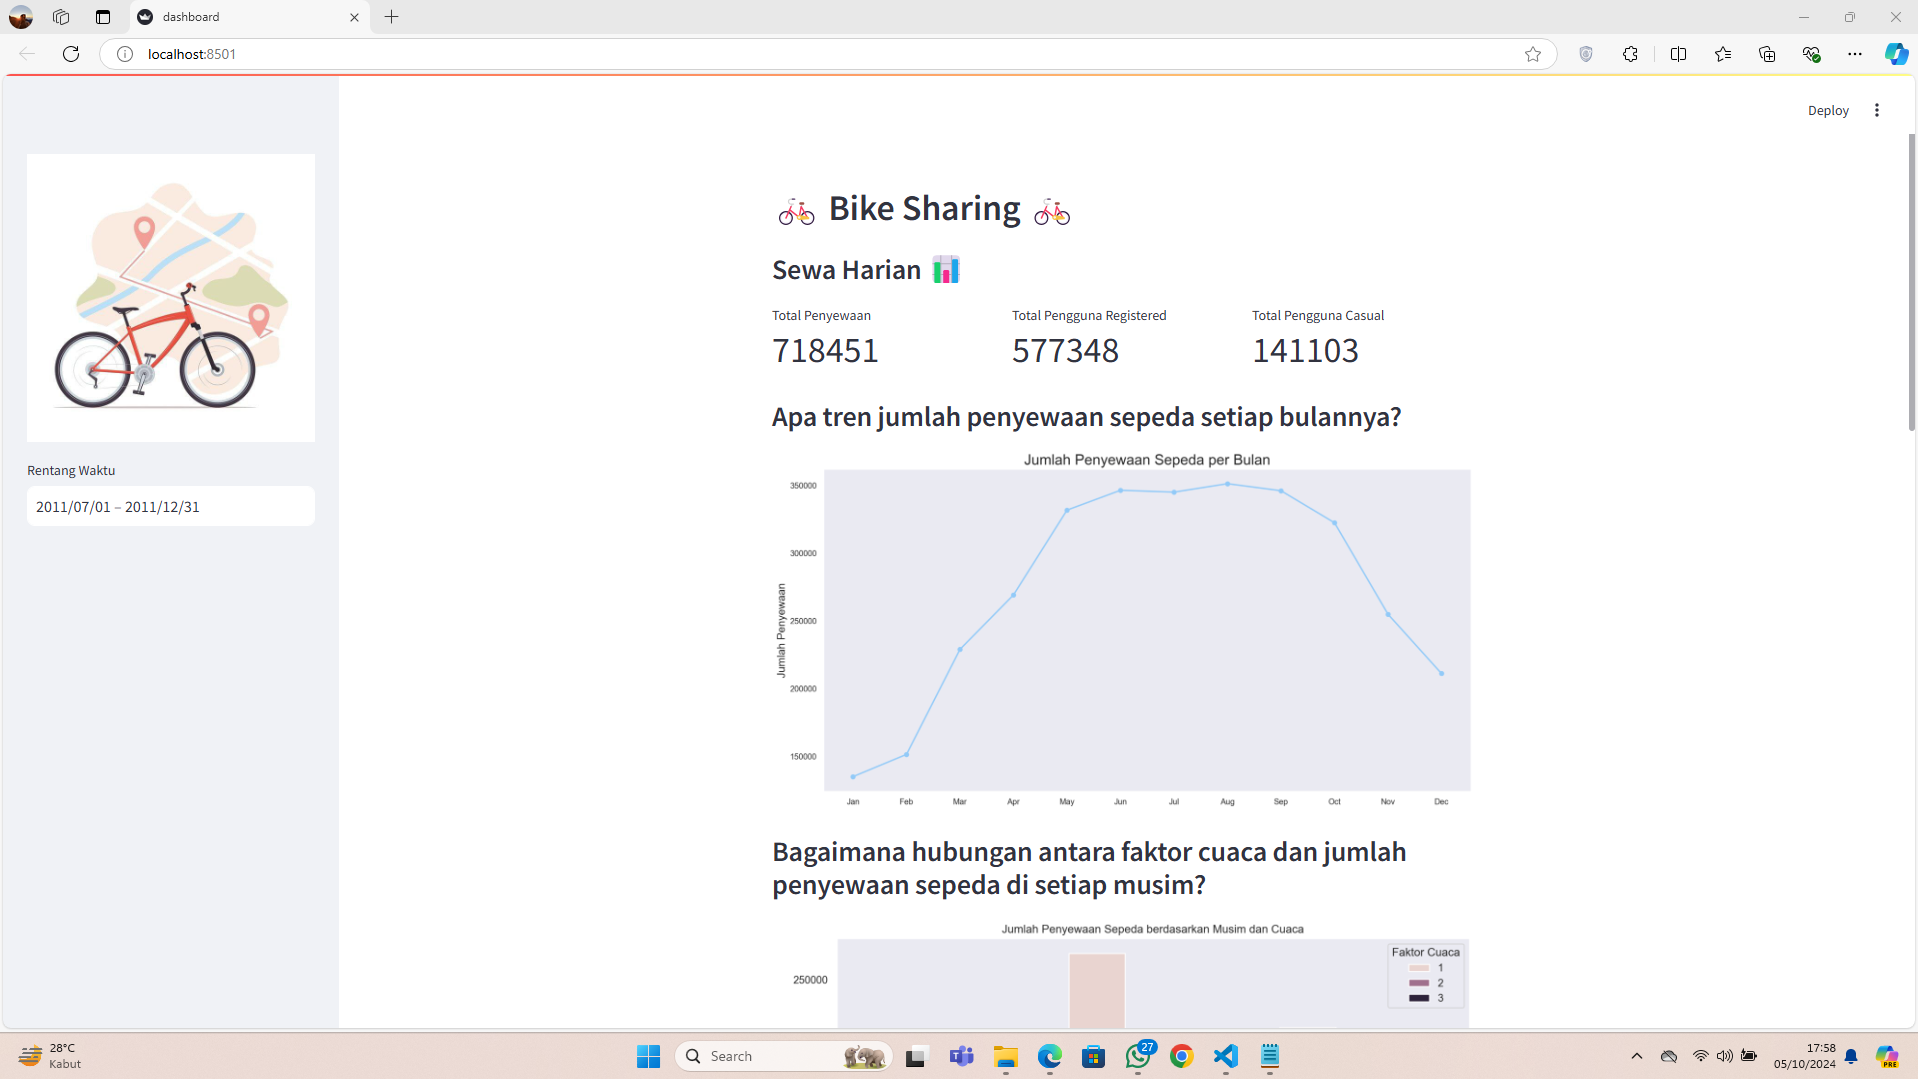 dashboard
localhost:8501
Deploy
Rentang Waktu
2011/07/01 – 2011/12/31
Bike Sharing
Sewa Harian
Total Penyewaan
718451
Total Pengguna Registered
577348
Total Pengguna Casual
141103
Apa tren jumlah penyewaan sepeda setiap bulannya?
Jumlah Penyewaan Sepeda per Bulan
Jumlah Penyewaan
350000
300000
250000
200000
150000
Jan Feb Mar Apr May Jun Jul Aug Sep Oct Nov Dec
Bagaimana hubungan antara faktor cuaca dan jumlah
penyewaan sepeda di setiap musim?
Jumlah Penyewaan Sepeda berdasarkan Musim dan Cuaca
250000
Faktor Cuaca
1
2
3
28°C
Kabut
Search
27
17:58
05/10/2024
PRE